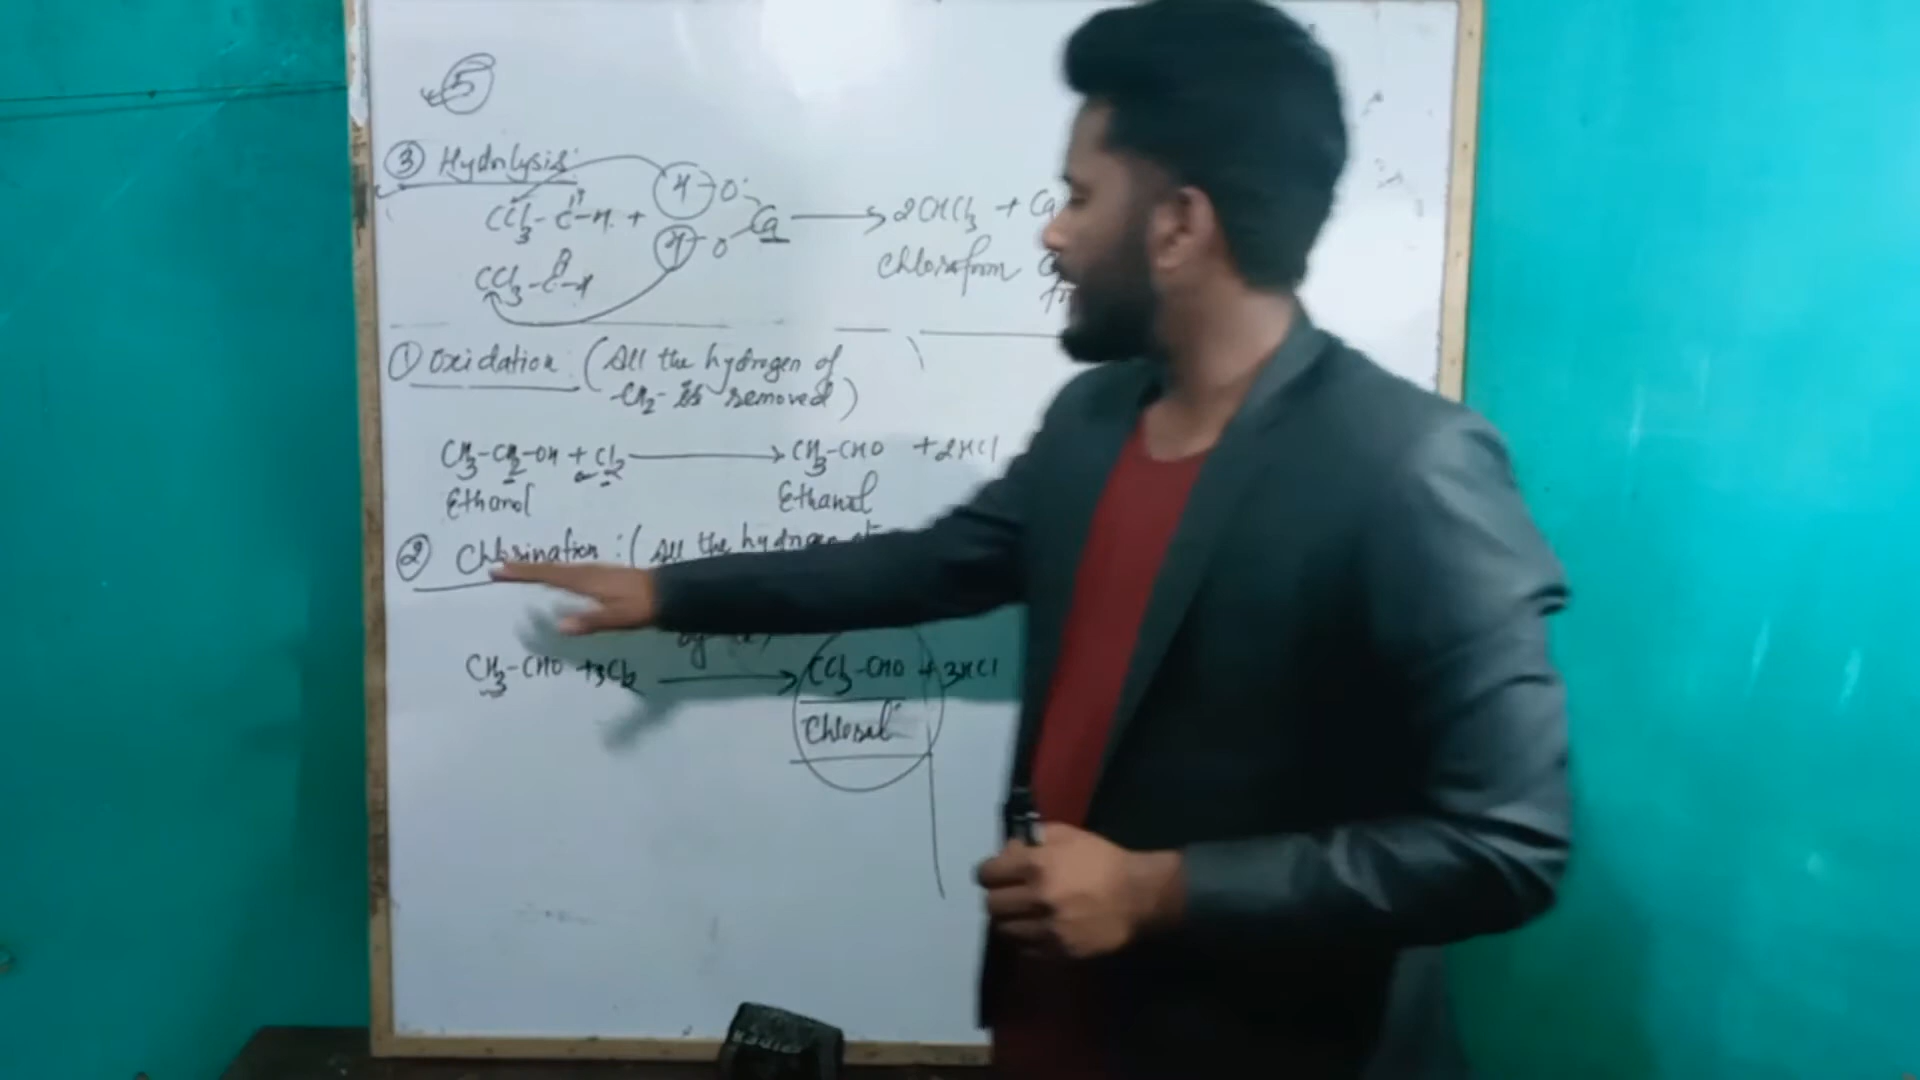 5
③ Hydrolysis:
CCl3-C-H + H-O
Ca → 2CHCl3 + Ca
H-O
CCl3-C-H Chloroform
① Oxidation: (All the hydrogen of
-CH2- is removed)
CH3-CH2-OH + Cl2 → CH3-CHO + 2HCl
Ethanol Ethanal
② Chlorination: (All the hydrogen of
by
CH3-CHO + 3Cl2 → CCl3-CHO + 3HCl
Chloral